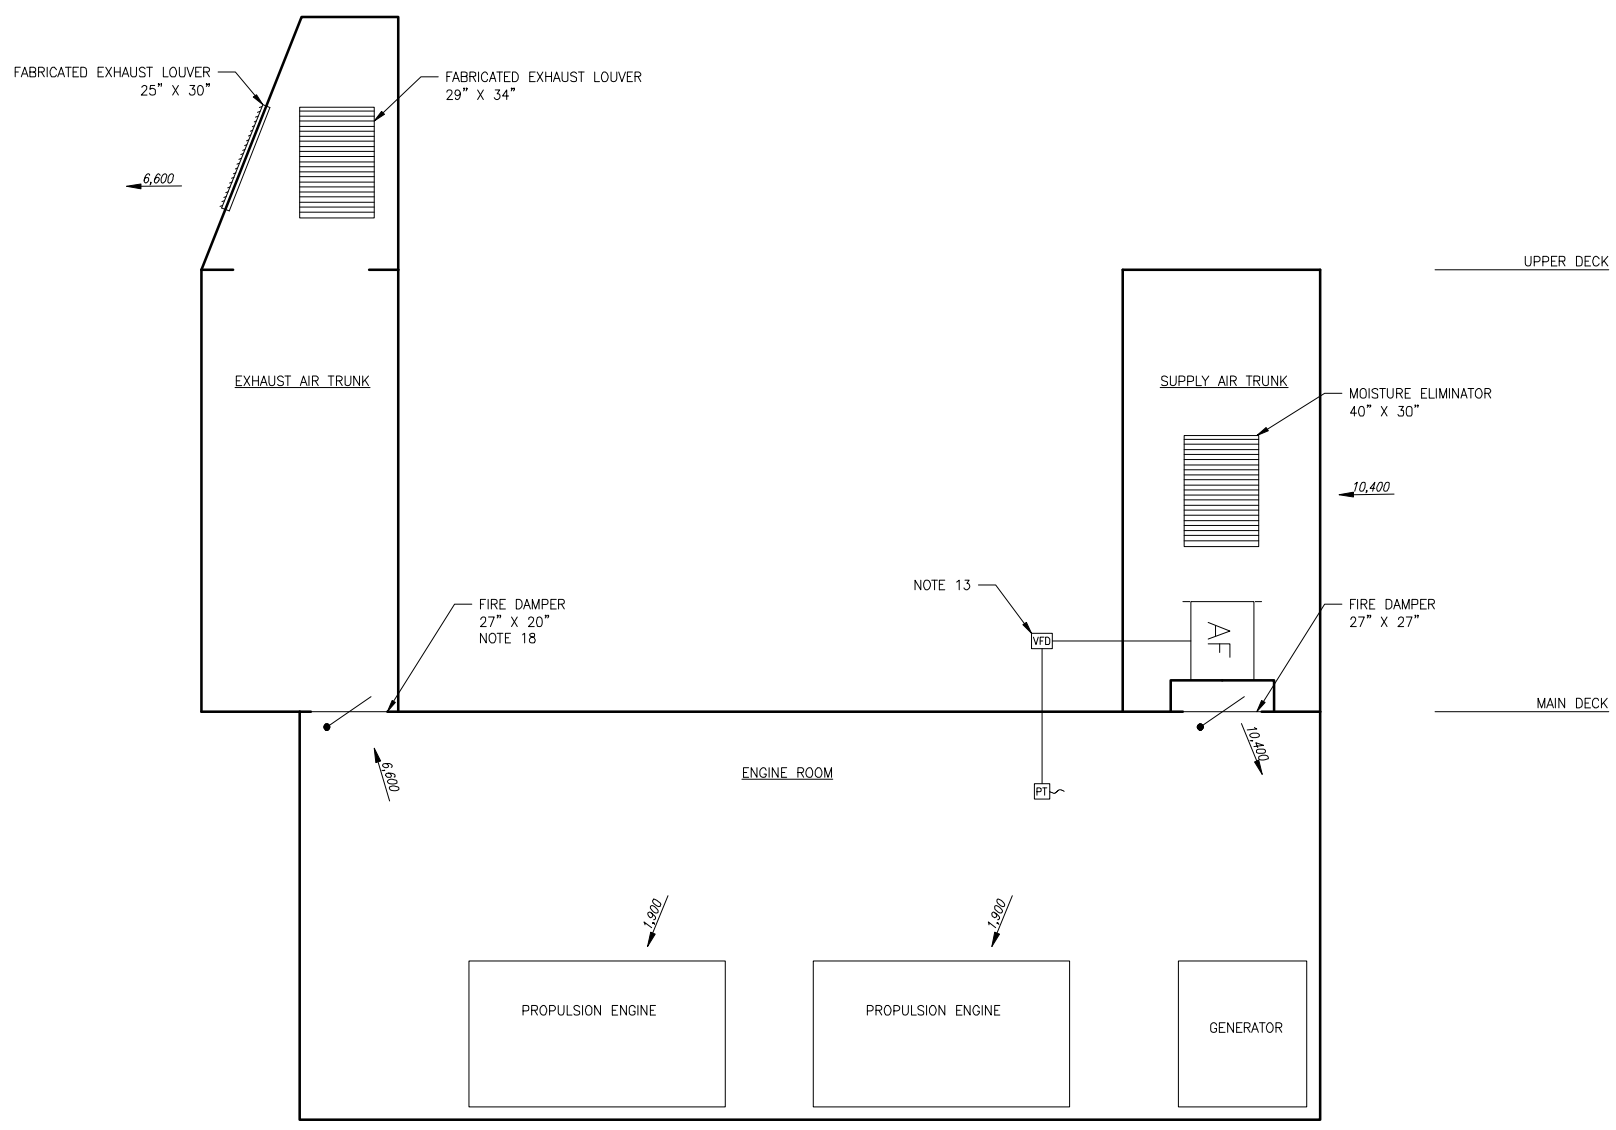 FABRICATED EXHAUST LOUVER
25" X 30"
FABRICATED EXHAUST LOUVER
29" X 34"
6,600
UPPER DECK
EXHAUST AIR TRUNK
SUPPLY AIR TRUNK
MOISTURE ELIMINATOR
40" X 30"
10,400
NOTE 13
FIRE DAMPER
27" X 20"
NOTE 18
FIRE DAMPER
27" X 27"
VFD
AF
MAIN DECK
10,400
6,600
ENGINE ROOM
PT
1,900
1,900
PROPULSION ENGINE
PROPULSION ENGINE
GENERATOR